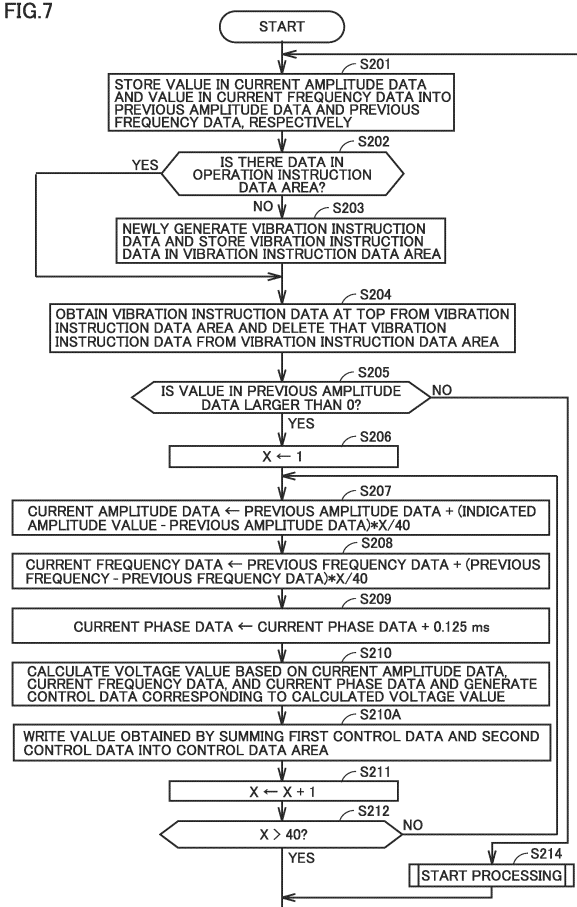 FIG.7
START
S201
STORE VALUE IN CURRENT AMPLITUDE DATA
AND VALUE IN CURRENT FREQUENCY DATA INTO
PREVIOUS AMPLITUDE DATA AND PREVIOUS
FREQUENCY DATA, RESPECTIVELY
S202
YES
IS THERE DATA IN
OPERATION INSTRUCTION
DATA AREA?
NO
S203
NEWLY GENERATE VIBRATION INSTRUCTION
DATA AND STORE VIBRATION INSTRUCTION
DATA IN VIBRATION INSTRUCTION DATA AREA
S204
OBTAIN VIBRATION INSTRUCTION DATA AT TOP FROM VIBRATION
INSTRUCTION DATA AREA AND DELETE THAT VIBRATION
INSTRUCTION DATA FROM VIBRATION INSTRUCTION DATA AREA
S205
IS VALUE IN PREVIOUS AMPLITUDE
DATA LARGER THAN 0?
NO
YES
S206
X ← 1
S207
CURRENT AMPLITUDE DATA ← PREVIOUS AMPLITUDE DATA + (INDICATED
AMPLITUDE VALUE - PREVIOUS AMPLITUDE DATA)*X/40
S208
CURRENT FREQUENCY DATA ← PREVIOUS FREQUENCY DATA + (PREVIOUS
FREQUENCY - PREVIOUS FREQUENCY DATA)*X/40
S209
CURRENT PHASE DATA ← CURRENT PHASE DATA + 0.125 ms
S210
CALCULATE VOLTAGE VALUE BASED ON CURRENT AMPLITUDE DATA,
CURRENT FREQUENCY DATA, AND CURRENT PHASE DATA AND GENERATE
CONTROL DATA CORRESPONDING TO CALCULATED VOLTAGE VALUE
S210A
WRITE VALUE OBTAINED BY SUMMING FIRST CONTROL DATA AND SECOND
CONTROL DATA INTO CONTROL DATA AREA
S211
X ← X + 1
S212
X > 40?
NO
YES
S214
START PROCESSING